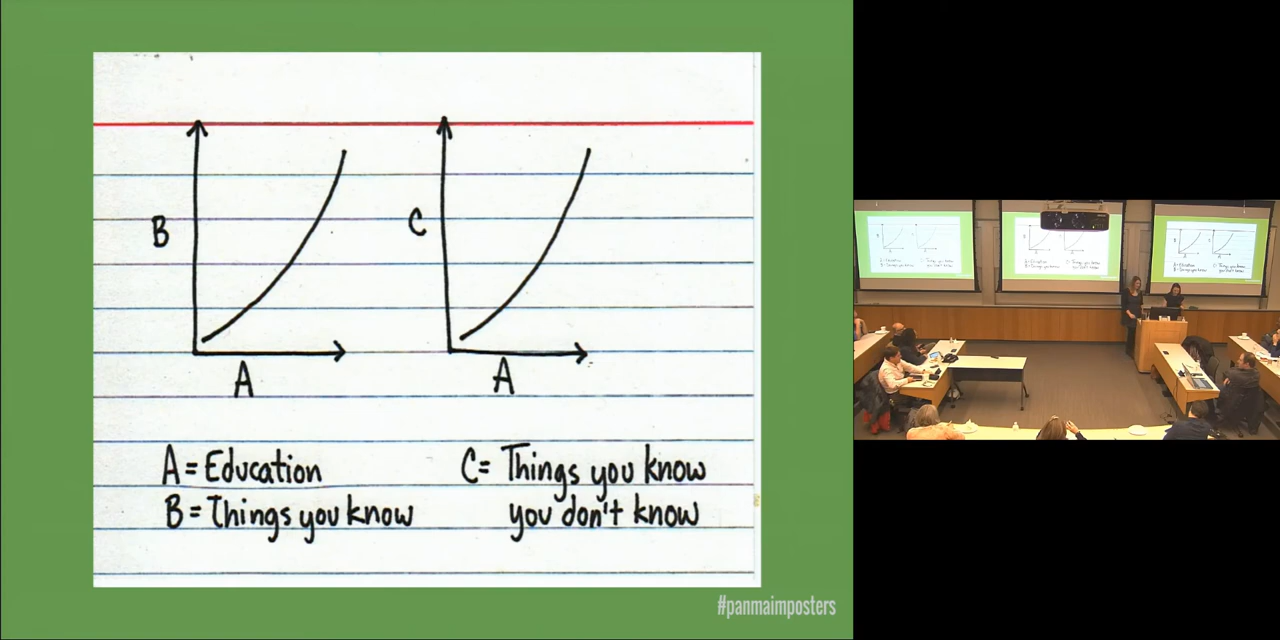 B
A
C
A
A = Education
B = Things you know
C = Things you know
you don't know
#panmaimposters